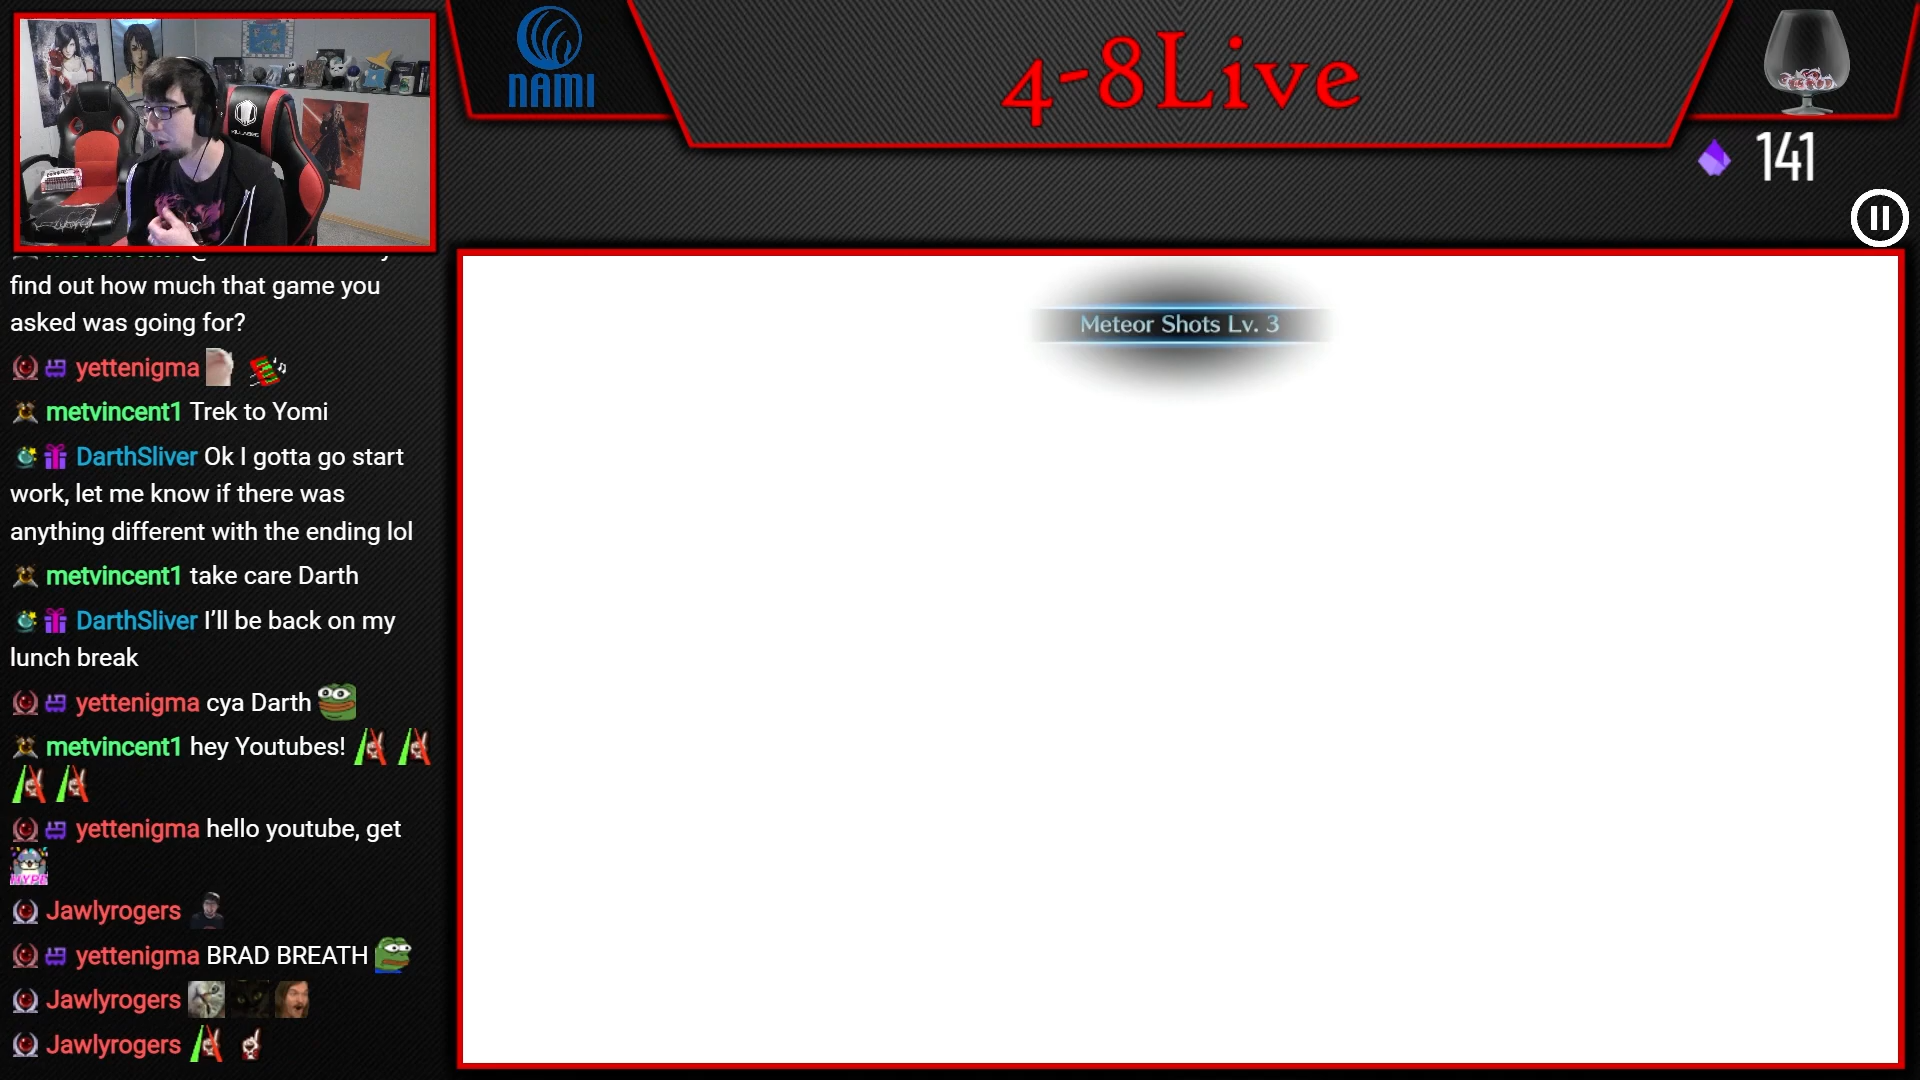 NAMI
4-8Live
141
find out how much that game you
asked was going for?
yettenigma
metvincent1 Trek to Yomi
DarthSliver Ok I gotta go start
work, let me know if there was
anything different with the ending lol
metvincent1 take care Darth
DarthSliver I’ll be back on my
lunch break
yettenigma cya Darth
metvincent1 hey Youtubes!
yettenigma hello youtube, get
HYPE
Jawlyrogers
yettenigma BRAD BREATH
Jawlyrogers
Jawlyrogers
Meteor Shots Lv. 3